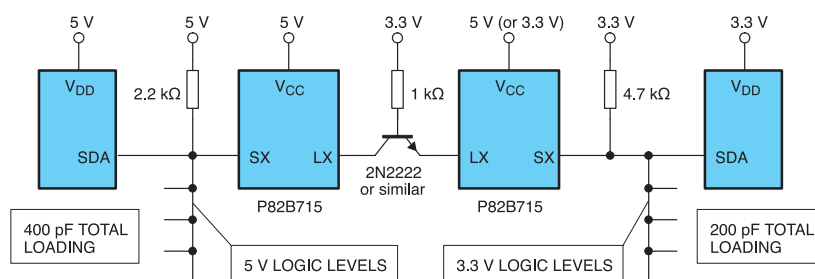 5 V
5 V
5 V
3.3 V
5 V (or 3.3 V)
3.3 V
3.3 V
VDD
2.2 kΩ
VCC
1 kΩ
VCC
4.7 kΩ
VDD
SDA
SX
LX
LX
SX
SDA
2N2222
or similar
P82B715
P82B715
400 pF TOTAL
LOADING
5 V LOGIC LEVELS
3.3 V LOGIC LEVELS
200 pF TOTAL
LOADING